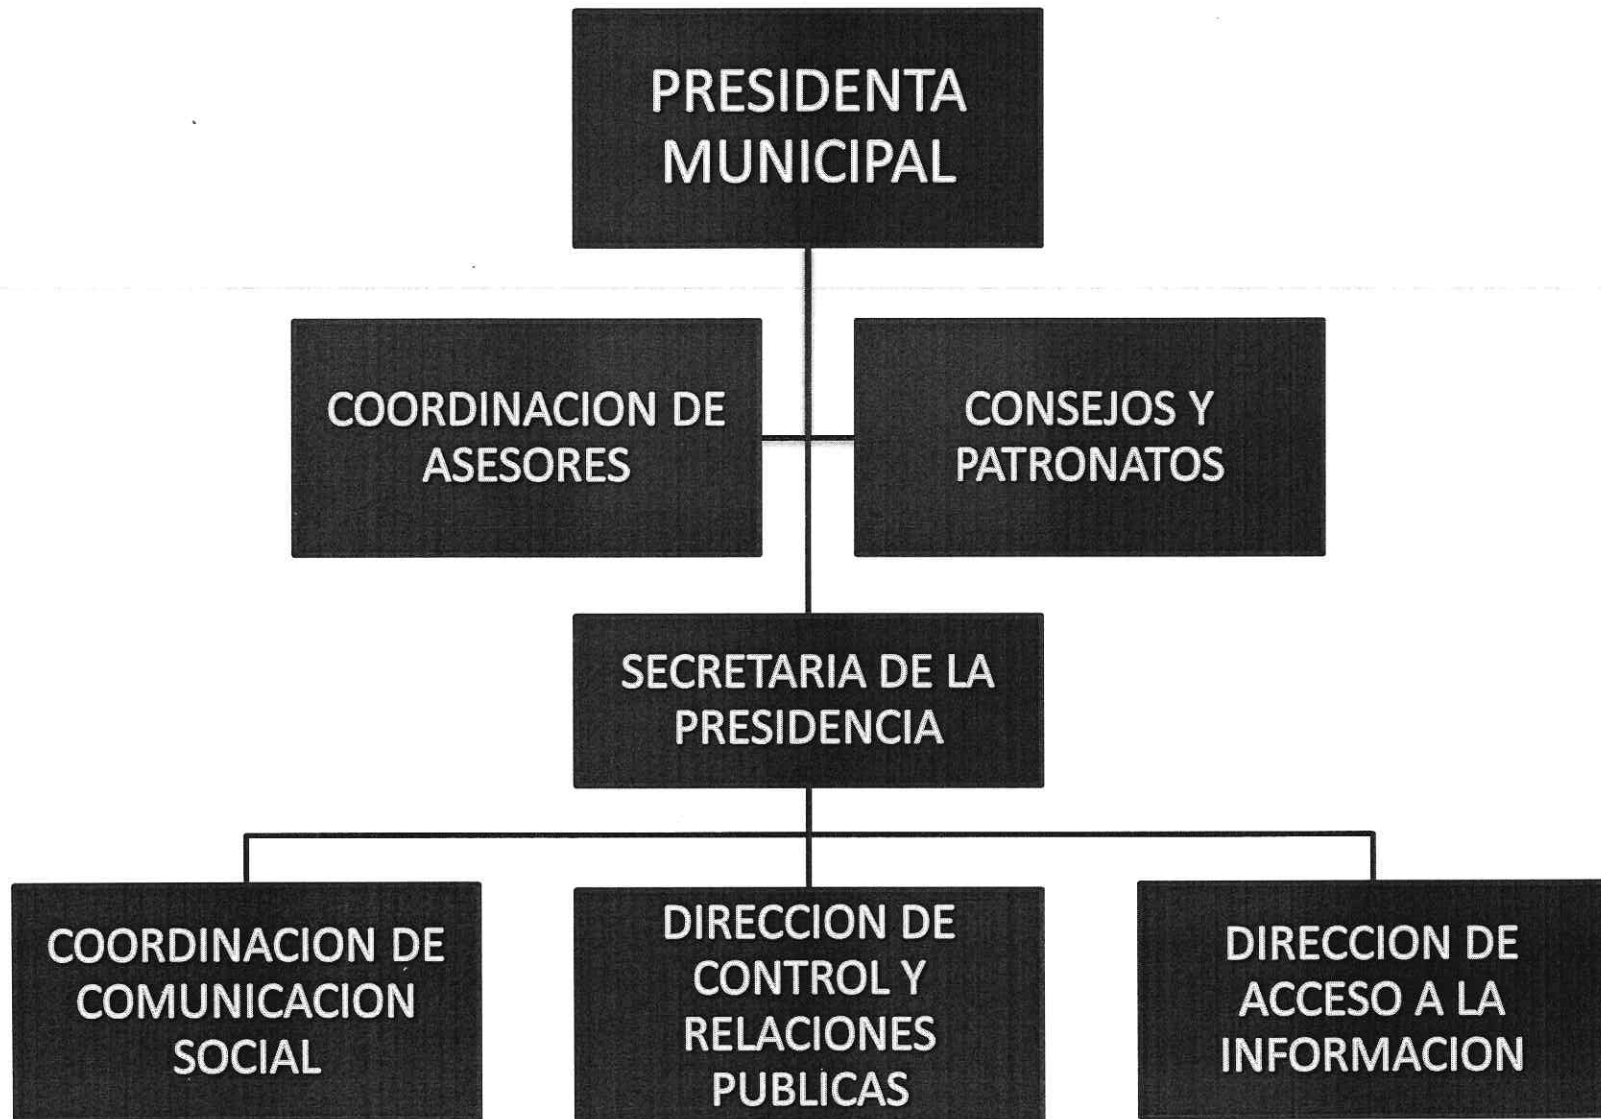 PRESIDENTA
MUNICIPAL
COORDINACION DE
ASESORES
CONSEJOS Y
PATRONATOS
SECRETARIA DE LA
PRESIDENCIA
COORDINACION DE
COMUNICACION
SOCIAL
DIRECCION DE
CONTROL Y
RELACIONES
PUBLICAS
DIRECCION DE
ACCESO A LA
INFORMACION